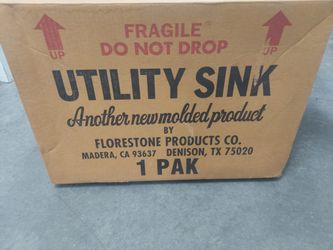 FRAGILE
DO NOT DROP
UP
UP
UTILITY SINK
Another new molded product
BY
FLORESTONE PRODUCTS CO.
MADERA, CA 93637 DENISON, TX 75020
1 PAK